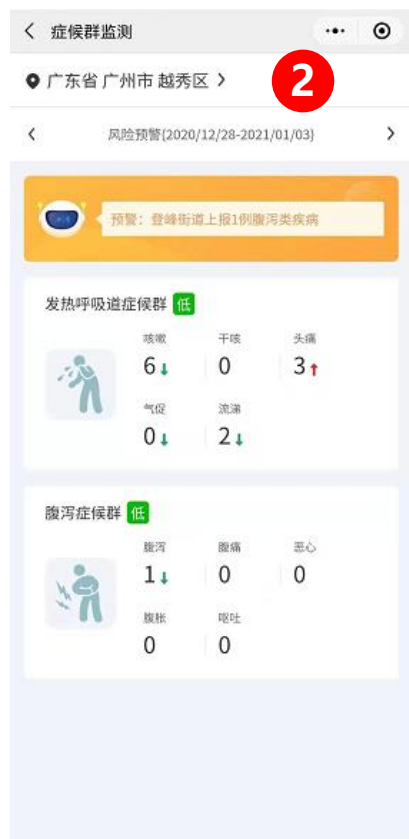 症候群监测
广东省 广州市 越秀区
2
风险预警(2020/12/28-2021/01/03)
预警：登峰街道上报1例腹泻类疾病
发热呼吸道症候群 低
咳嗽 干咳 头痛
6↓ 0 3↑
气促 流涕
0↓ 2↓
腹泻症候群 低
腹泻 腹痛 恶心
1↓ 0 0
腹胀 呕吐
0 0